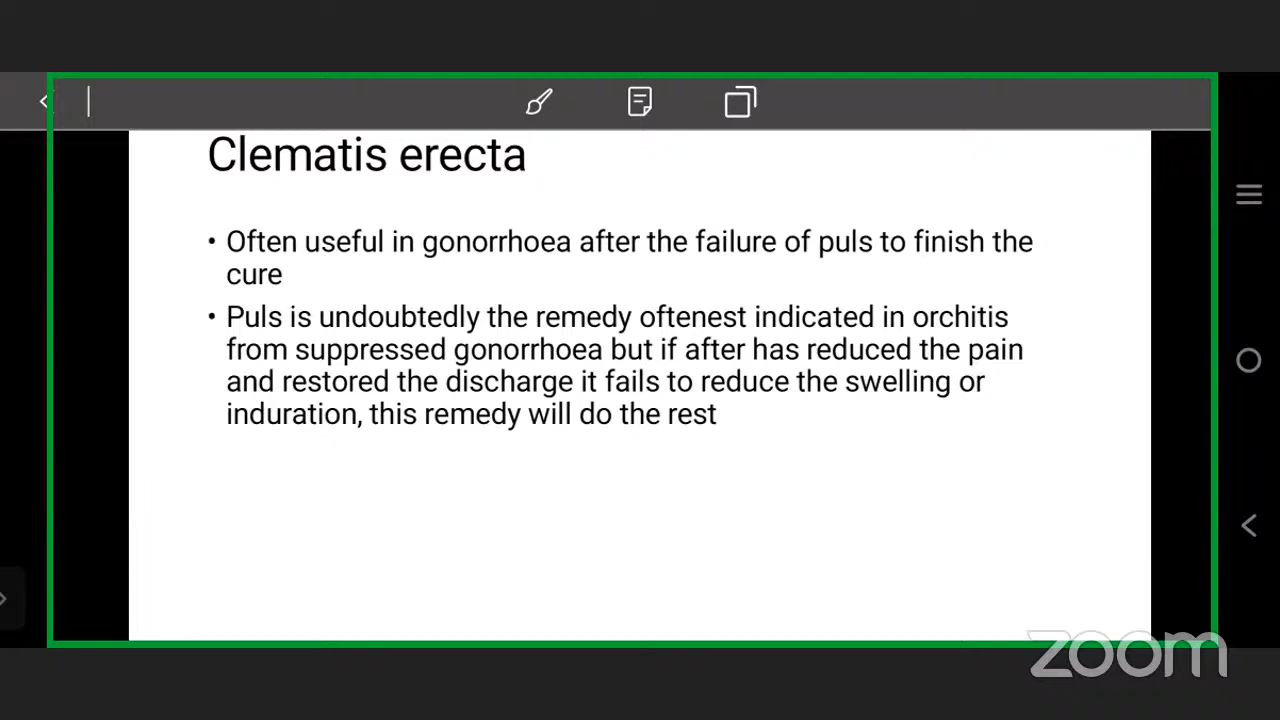 Clematis erecta
• Often useful in gonorrhoea after the failure of puls to finish the
cure
• Puls is undoubtedly the remedy oftenest indicated in orchitis
from suppressed gonorrhoea but if after has reduced the pain
and restored the discharge it fails to reduce the swelling or
induration, this remedy will do the rest
zoom